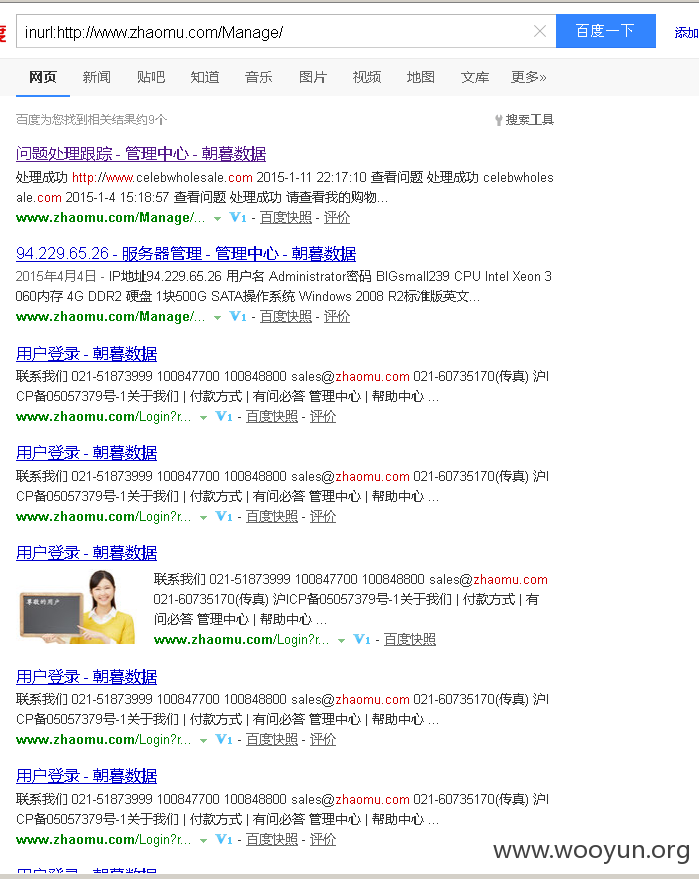 inurl:http://www.zhaomu.com/Manage/
百度一下
添加
网页 新闻 贴吧 知道 音乐 图片 视频 地图 文库 更多»
百度为您找到相关结果约9个 搜索工具
问题处理跟踪 - 管理中心 - 朝暮数据
处理成功 http://www.celebwholesale.com 2015-1-11 22:17:10 查看问题 处理成功 celebwholes
ale.com 2015-1-4 15:18:57 查看问题 处理成功 请查看我的购物...
www.zhaomu.com/Manage/... V1 - 百度快照 - 评价
94.229.65.26 - 服务器管理 - 管理中心 - 朝暮数据
2015年4月4日 - IP地址94.229.65.26 用户名 Administrator密码 BIGsmall239 CPU Intel Xeon 3
060内存 4G DDR2 硬盘 1块500G SATA操作系统 Windows 2008 R2标准版英文...
www.zhaomu.com/Manage/... V1 - 百度快照 - 评价
用户登录 - 朝暮数据
联系我们 021-51873999 100847700 100848800 sales@zhaomu.com 021-60735170(传真) 沪I
CP备05057379号-1关于我们 | 付款方式 | 有问必答 管理中心 | 帮助中心 ...
www.zhaomu.com/Login?r... V1 - 百度快照 - 评价
用户登录 - 朝暮数据
联系我们 021-51873999 100847700 100848800 sales@zhaomu.com 021-60735170(传真) 沪I
CP备05057379号-1关于我们 | 付款方式 | 有问必答 管理中心 | 帮助中心 ...
www.zhaomu.com/Login?r... V1 - 百度快照 - 评价
用户登录 - 朝暮数据
尊敬的用户
联系我们 021-51873999 100847700 100848800 sales@zhaomu.com
021-60735170(传真) 沪ICP备05057379号-1关于我们 | 付款方式 | 有
问必答 管理中心 | 帮助中心 ...
www.zhaomu.com/Login?r... V1 - 百度快照
用户登录 - 朝暮数据
联系我们 021-51873999 100847700 100848800 sales@zhaomu.com 021-60735170(传真) 沪I
CP备05057379号-1关于我们 | 付款方式 | 有问必答 管理中心 | 帮助中心 ...
www.zhaomu.com/Login?r... V1 - 百度快照 - 评价
用户登录 - 朝暮数据
联系我们 021-51873999 100847700 100848800 sales@zhaomu.com 021-60735170(传真) 沪I
CP备05057379号-1关于我们 | 付款方式 | 有问必答 管理中心 | 帮助中心 ...
www.zhaomu.com/Login?r... V1 - 百度快照 - 评价
www.wooyun.org